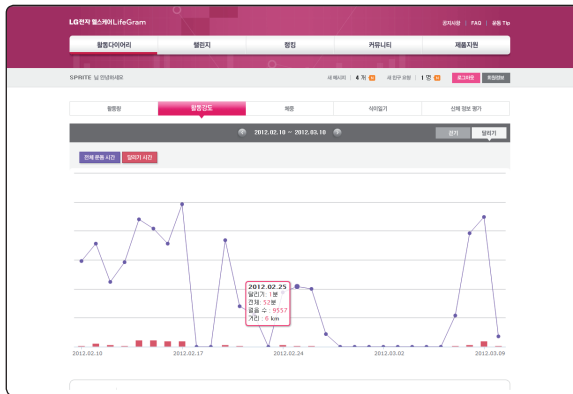 LG전자 헬스케어 LifeGram
공지사항 | FAQ | 운동 Tip
활동다이어리 챌린지 랭킹 커뮤니티 제품지원
SPRITE 님 안녕하세요
새 메시지 | 4 개 새 친구 요청 | 1 명 로그아웃 회원정보
활동량 활동강도 체중 식이일기 신체 정보 평가
2012.02.10 ~ 2012.03.10 걷기 달리기
전체 운동 시간 달리기 시간
2012.02.25
달리기 : 1분
전체: 52분
걸음 수 : 9557
거리 : 6 km
2012.02.10 2012.02.17 2012.02.24 2012.03.02 2012.03.09